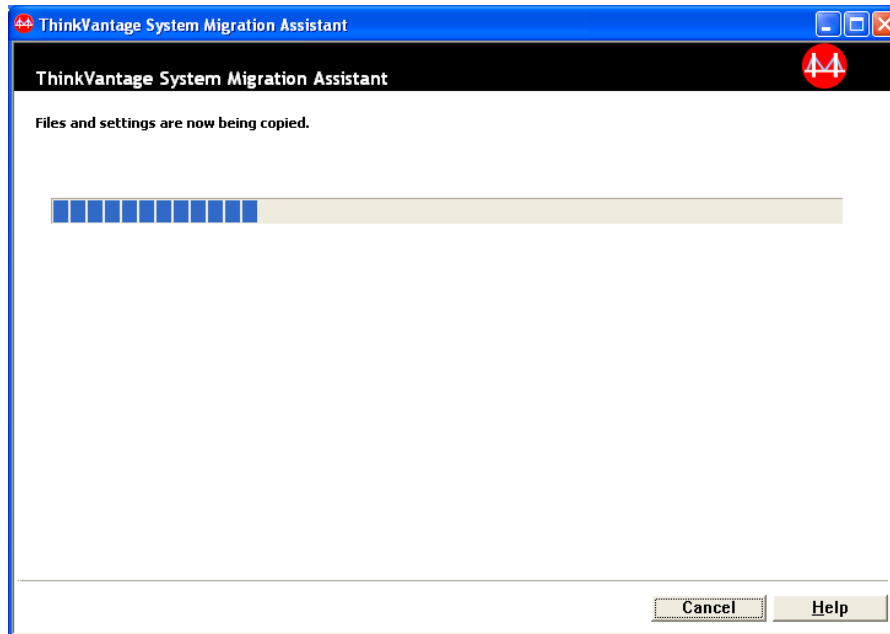 ThinkVantage System Migration Assistant
ThinkVantage System Migration Assistant
Files and settings are now being copied.
Cancel Help